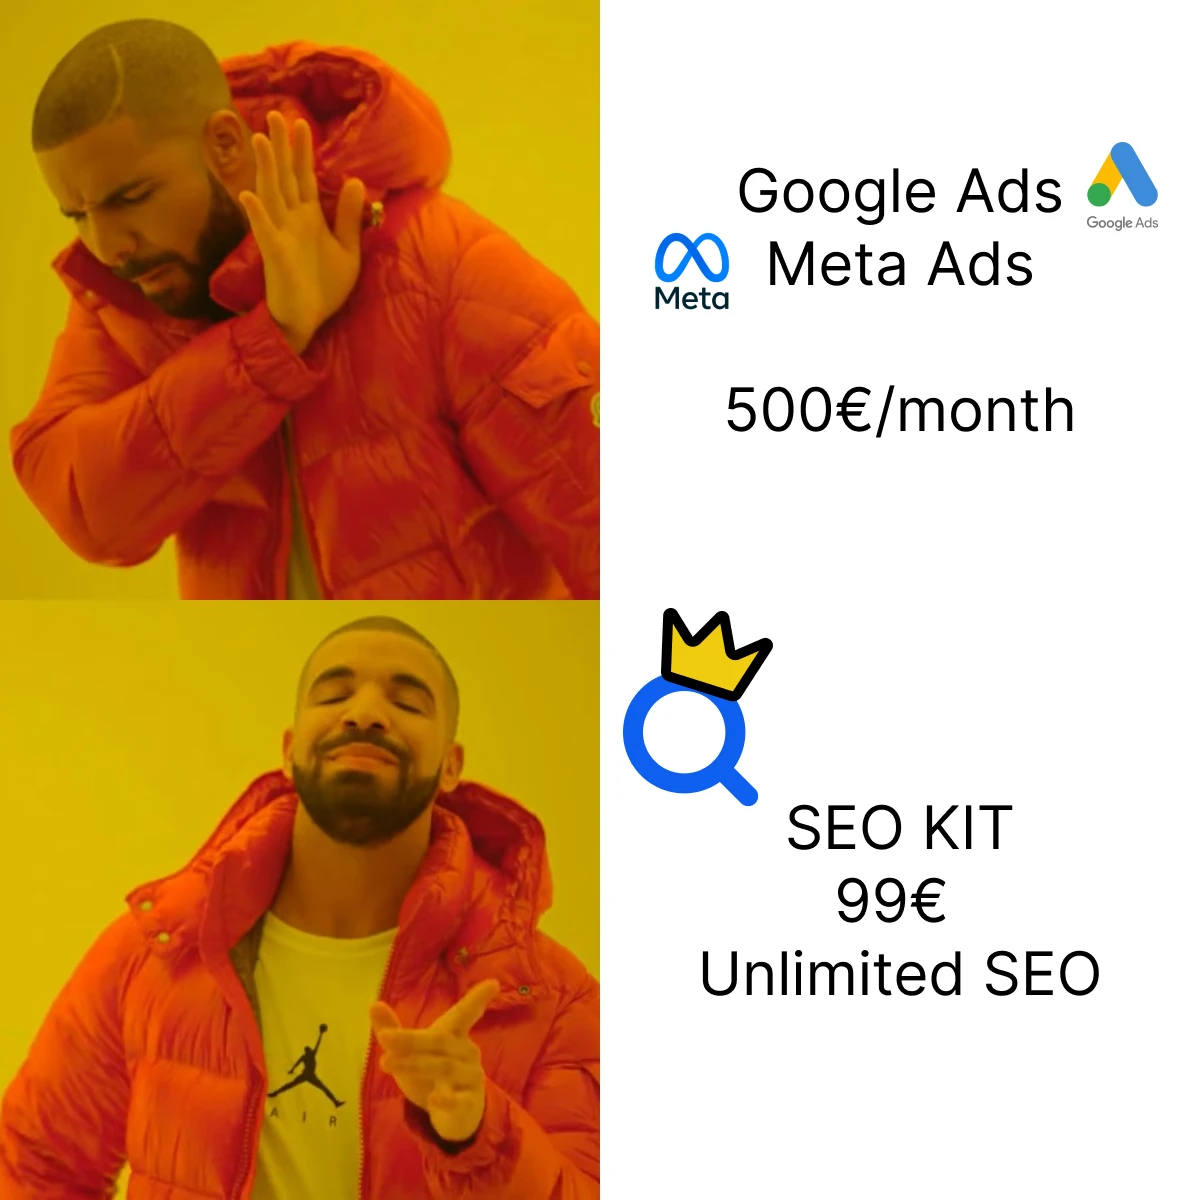 Google Ads
Google Ads
Meta Ads
Meta
500€/month
SEO KIT
99€
Unlimited SEO
AIR